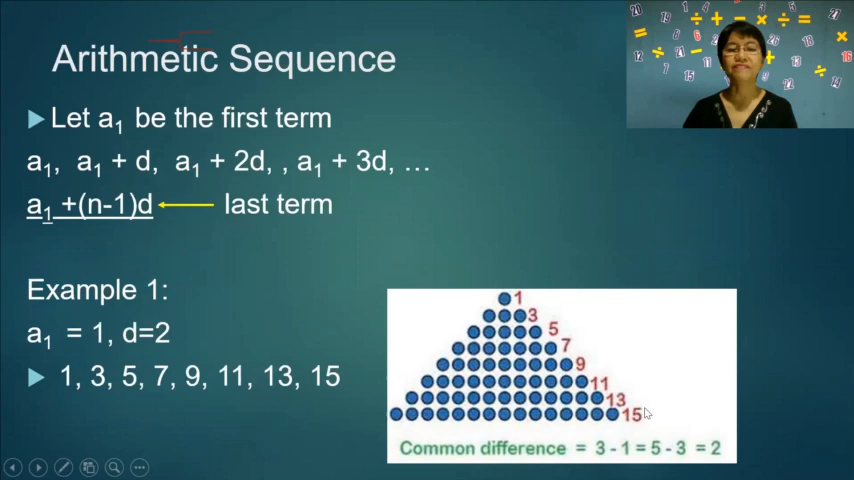 Arithmetic Sequence
Let a₁ be the first term
a₁, a₁ + d, a₁ + 2d, , a₁ + 3d, …
a₁ +(n-1)d
last term
Example 1:
a₁ = 1, d=2
1, 3, 5, 7, 9, 11, 13, 15
1
3
5
7
9
11
13
15
Common difference = 3 - 1 = 5 - 3 = 2